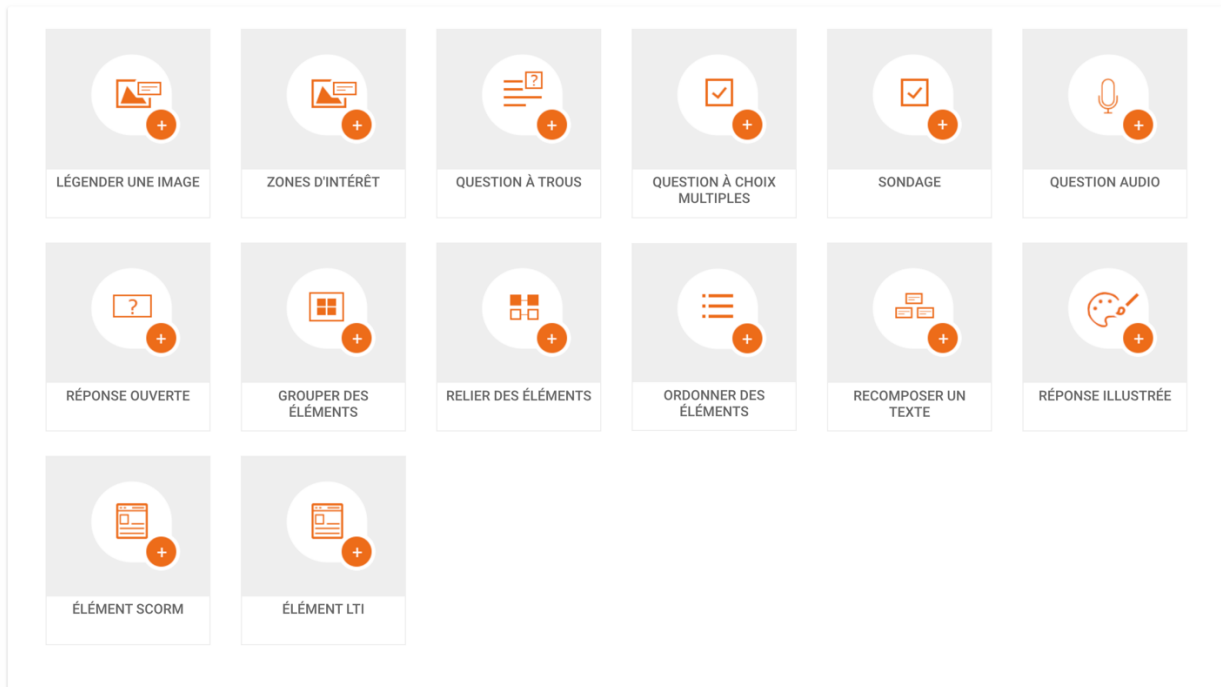 LÉGENDER UNE IMAGE
ZONES D'INTÉRÊT
QUESTION À TROUS
QUESTION À CHOIX
MULTIPLES
SONDAGE
QUESTION AUDIO
RÉPONSE OUVERTE
GROUPER DES
ÉLÉMENTS
RELIER DES ÉLÉMENTS
ORDONNER DES
ÉLÉMENTS
RECOMPOSER UN
TEXTE
RÉPONSE ILLUSTRÉE
ÉLÉMENT SCORM
ÉLÉMENT LTI